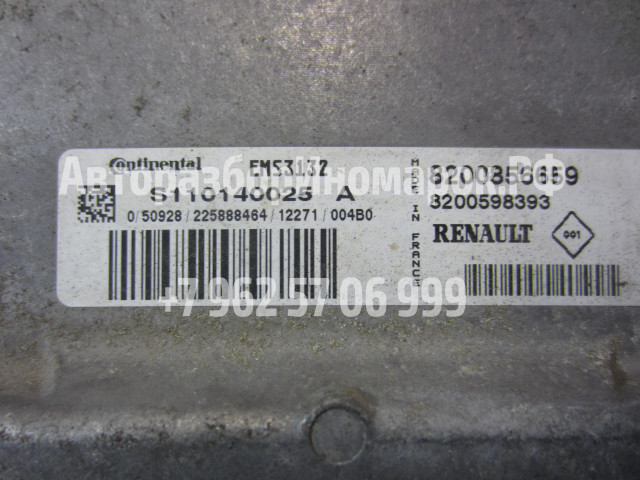 Continental EMS3132
S110140025 A
0/50928/225888464/12271/004B0
MADE IN FRANCE
8200856659
8200598393
RENAULT 001
АвторазборИномарок.РФ
+7 962 57 06 999